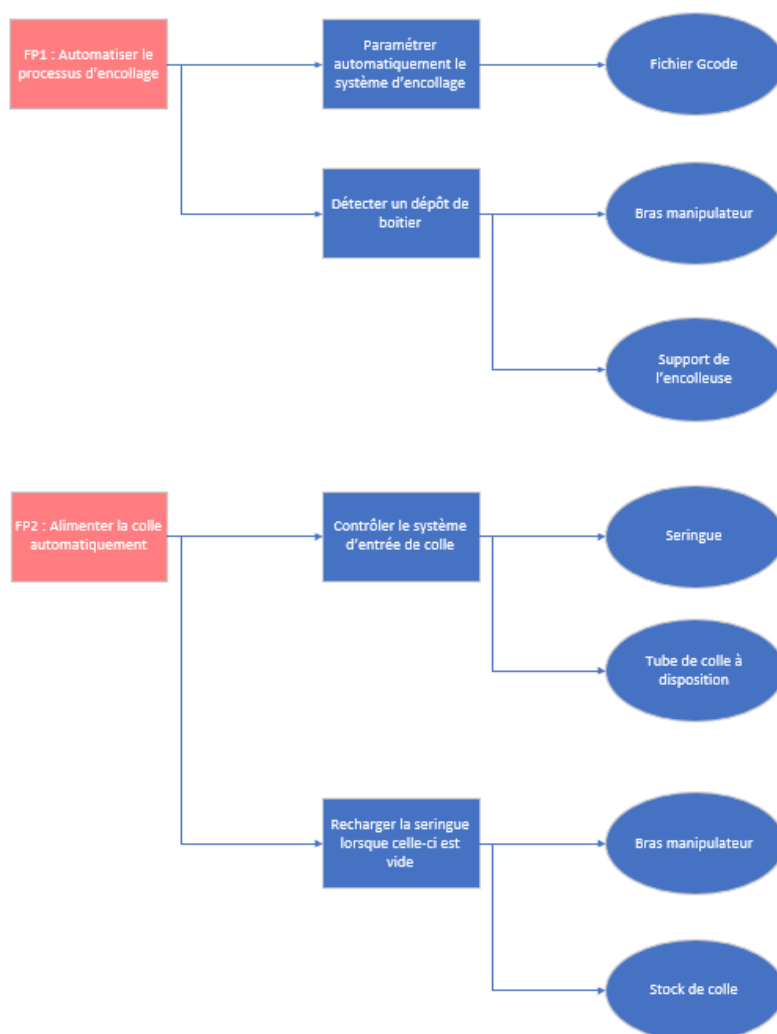 FP1 : Automatiser le
processus d'encollage
Paramétrer
automatiquement le
système d'encollage
Fichier Gcode
Détecter un dépôt de
boitier
Bras manipulateur
Support de
l'encolleuse
FP2 : Alimenter la colle
automatiquement
Contrôler le système
d'entrée de colle
Seringue
Tube de colle à
disposition
Recharger la seringue
lorsque celle-ci est
vide
Bras manipulateur
Stock de colle